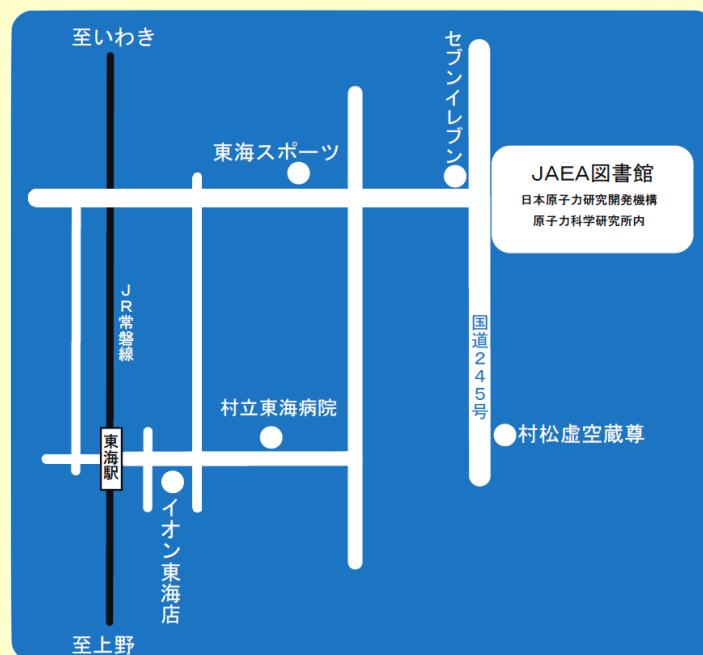 至いわき
セブンイレブン
東海スポーツ
JAEA図書館
日本原子力研究開発機構
原子力科学研究所内
JR常磐線
国道245号
村立東海病院
村松虚空蔵尊
東海駅
イオン東海店
至上野